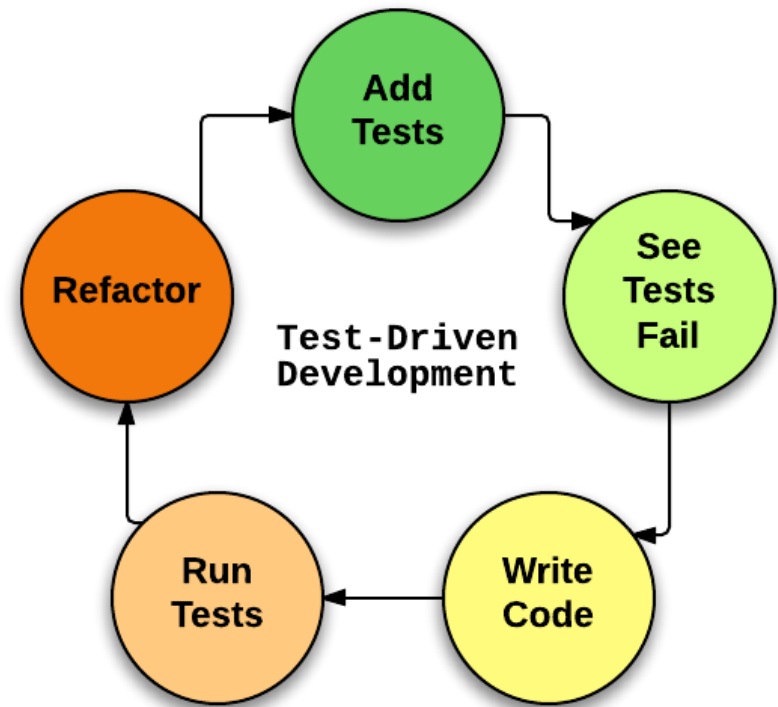 Add
Tests
See
Tests
Fail
Refactor
Test-Driven
Development
Run
Tests
Write
Code